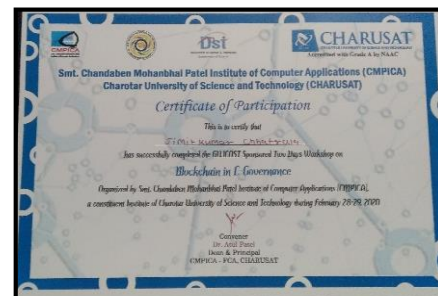 CMPICA
Dst
CHARUSAT
Accredited with Grade A by NAAC
Smt. Chandaben Mohanbhai Patel Institute of Computer Applications (CMPICA)
Charotar University of Science and Technology (CHARUSAT)
Certificate of Participation
This is to certify that
has successfully completed the GUJCOST Sponsored Two Days Workshop on
Blockchain in E Governance
Organized by Smt. Chandaben Mohanbhai Patel Institute of Computer Applications (CMPICA),
a constituent Institute of Charotar University of Science and Technology during February 28-29, 2020
Convener
Dr. Atul Patel
Dean & Principal
CMPICA - FCA, CHARUSAT